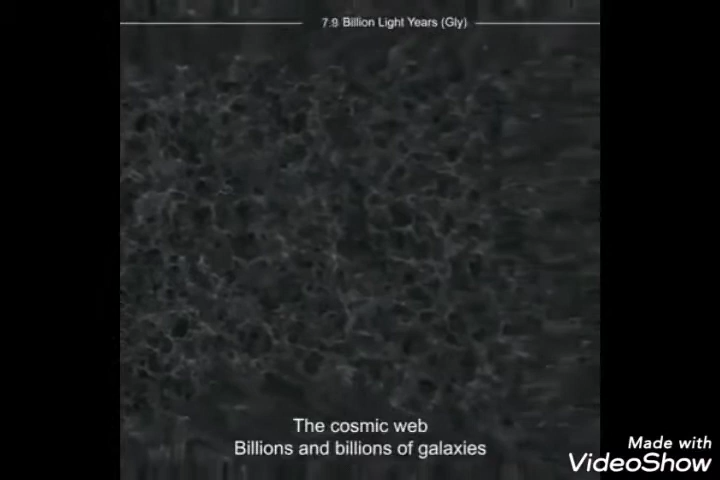 7.9 Billion Light Years (Gly)
The cosmic web
Billions and billions of galaxies
Made with
VideoShow